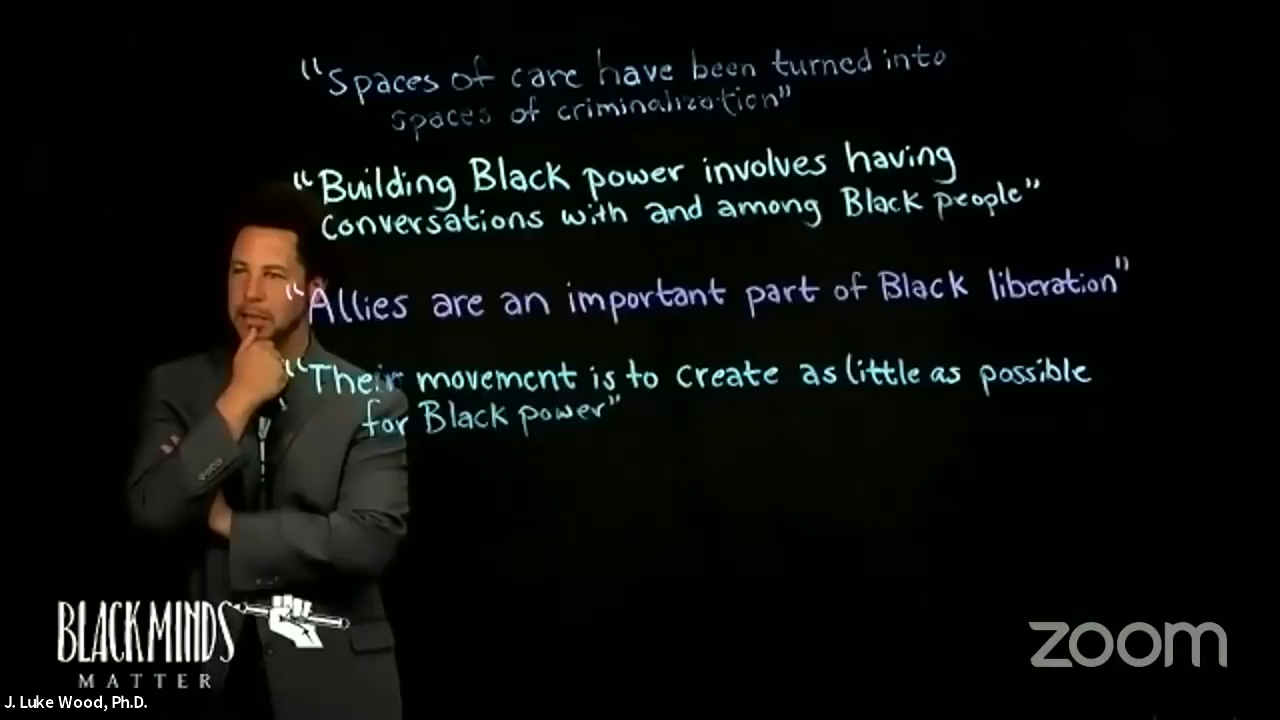 “Spaces of care have been turned into
spaces of criminalization”
“Building Black power involves having
conversations with and among Black people”
“Allies are an important part of Black liberation”
“Their movement is to create as little as possible
for Black power”
BLACK MINDS
MATTER
zoom
J. Luke Wood, Ph.D.